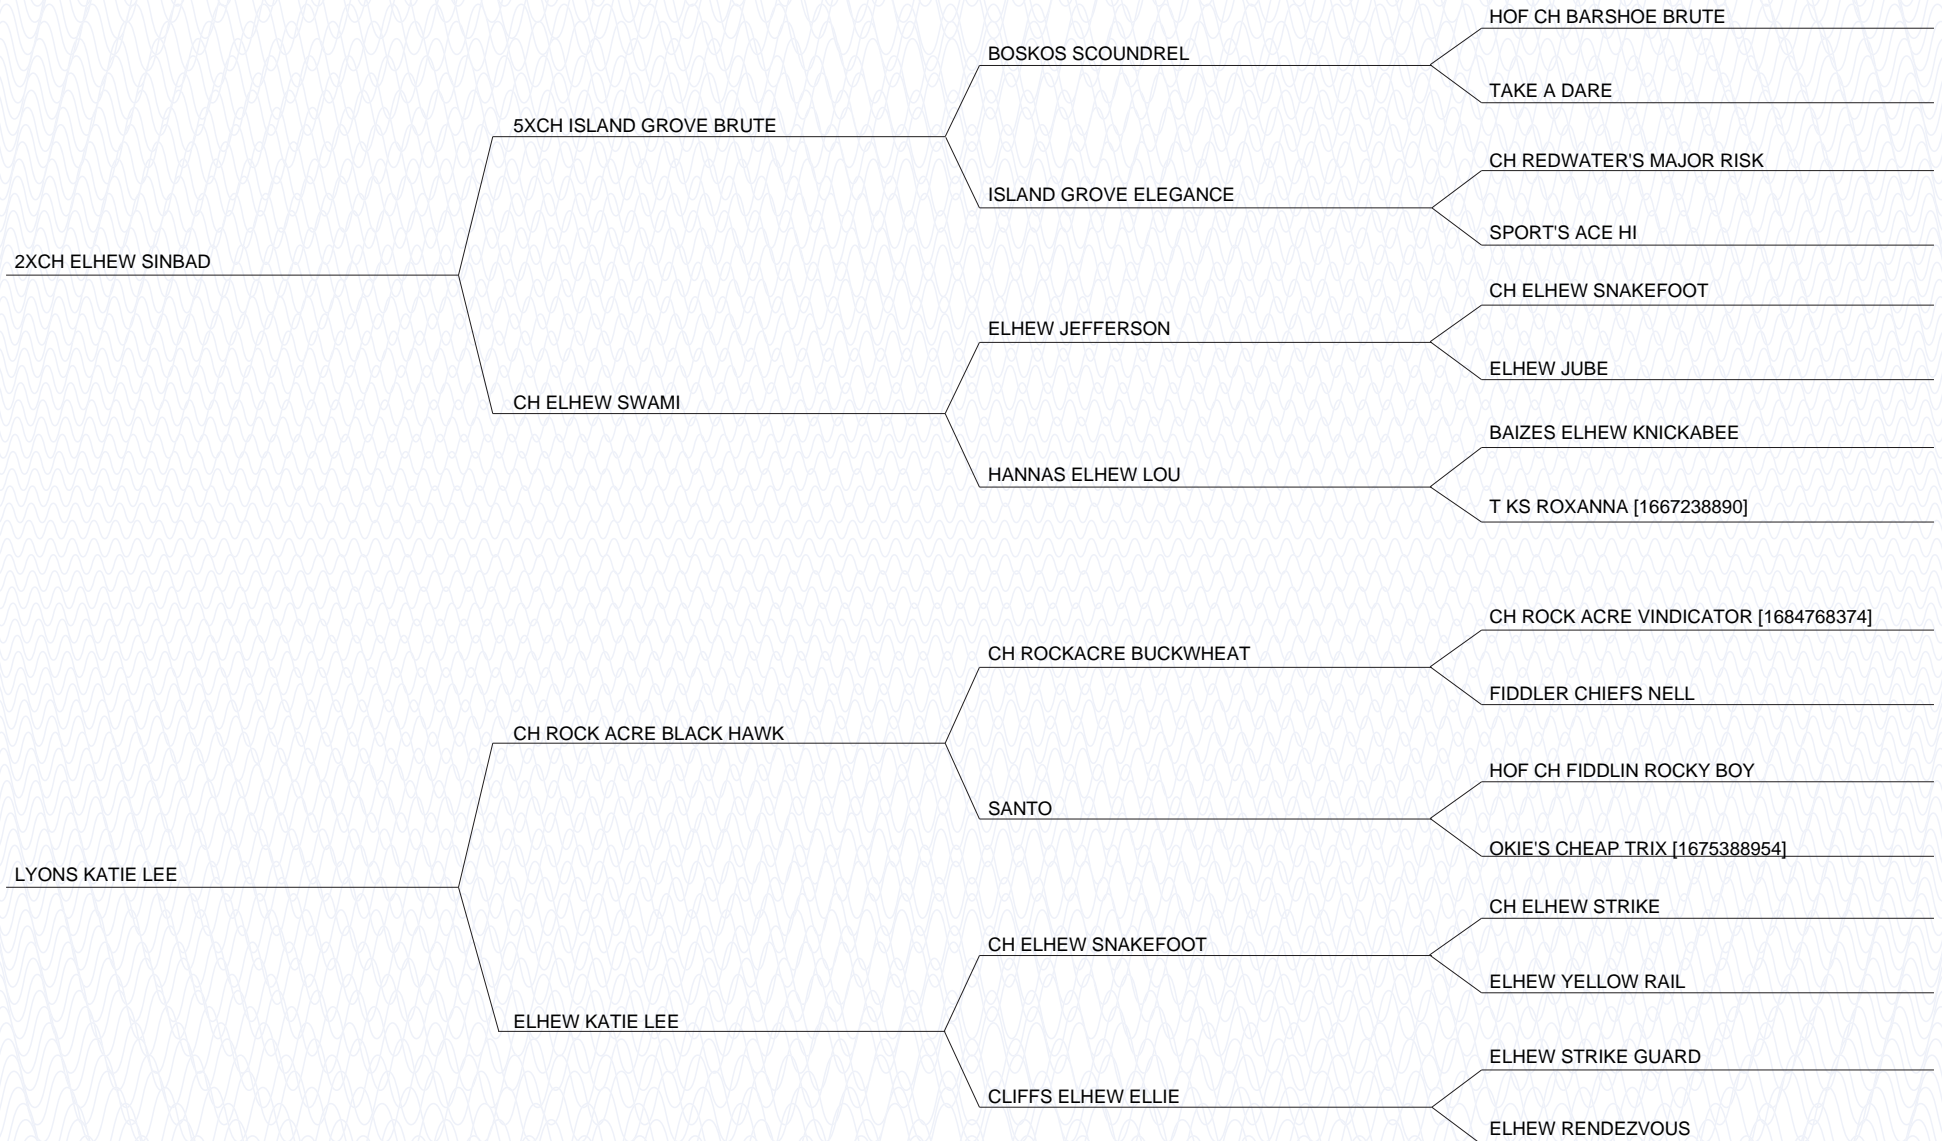 HOF CH BARSHOE BRUTE
BOSKOS SCOUNDREL
TAKE A DARE
5XCH ISLAND GROVE BRUTE
CH REDWATER'S MAJOR RISK
ISLAND GROVE ELEGANCE
SPORT'S ACE HI
2XCH ELHEW SINBAD
CH ELHEW SNAKEFOOT
ELHEW JEFFERSON
ELHEW JUBE
CH ELHEW SWAMI
BAIZES ELHEW KNICKABEE
HANNAS ELHEW LOU
T KS ROXANNA [1667238890]
CH ROCK ACRE VINDICATOR [1684768374]
CH ROCKACRE BUCKWHEAT
FIDDLER CHIEFS NELL
CH ROCK ACRE BLACK HAWK
HOF CH FIDDLIN ROCKY BOY
SANTO
OKIE'S CHEAP TRIX [1675388954]
LYONS KATIE LEE
CH ELHEW STRIKE
CH ELHEW SNAKEFOOT
ELHEW YELLOW RAIL
ELHEW KATIE LEE
ELHEW STRIKE GUARD
CLIFFS ELHEW ELLIE
ELHEW RENDEZVOUS